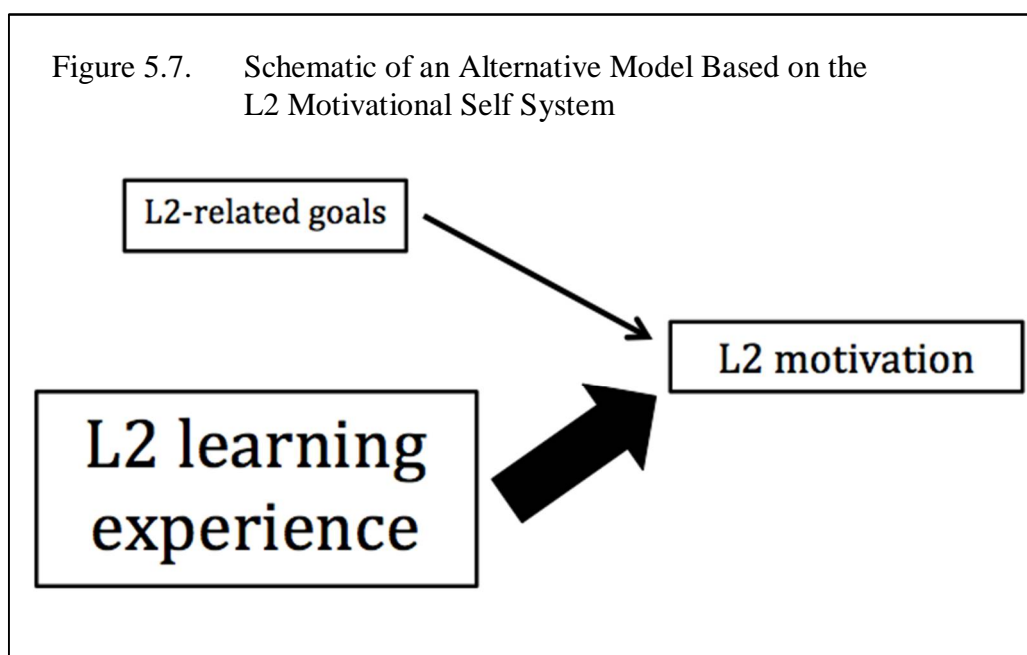 Figure 5.7. Schematic of an Alternative Model Based on the
L2 Motivational Self System
L2-related goals
L2 motivation
L2 learning
experience